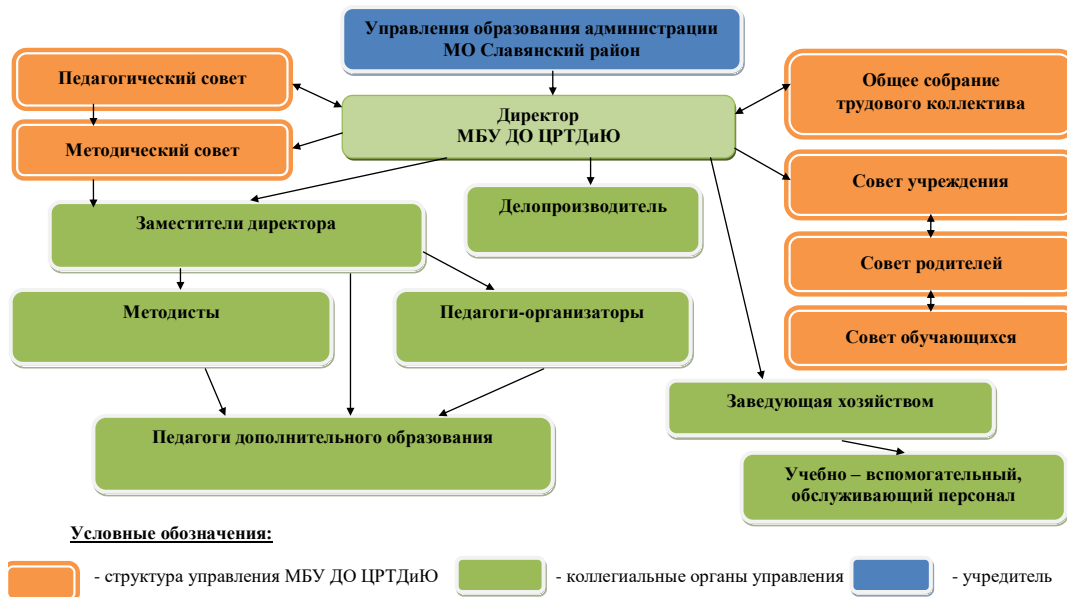 Управления образования администрации
МО Славянский район
Педагогический совет
Общее собрание
трудового коллектива
Директор
МБУ ДО ЦРТДиЮ
Методический совет
Совет учреждения
Заместители директора
Делопроизводитель
Совет родителей
Методисты
Педагоги-организаторы
Совет обучающихся
Заведующая хозяйством
Педагоги дополнительного образования
Учебно – вспомогательный,
обслуживающий персонал
Условные обозначения:
- структура управления МБУ ДО ЦРТДиЮ
- коллегиальные органы управления
- учредитель